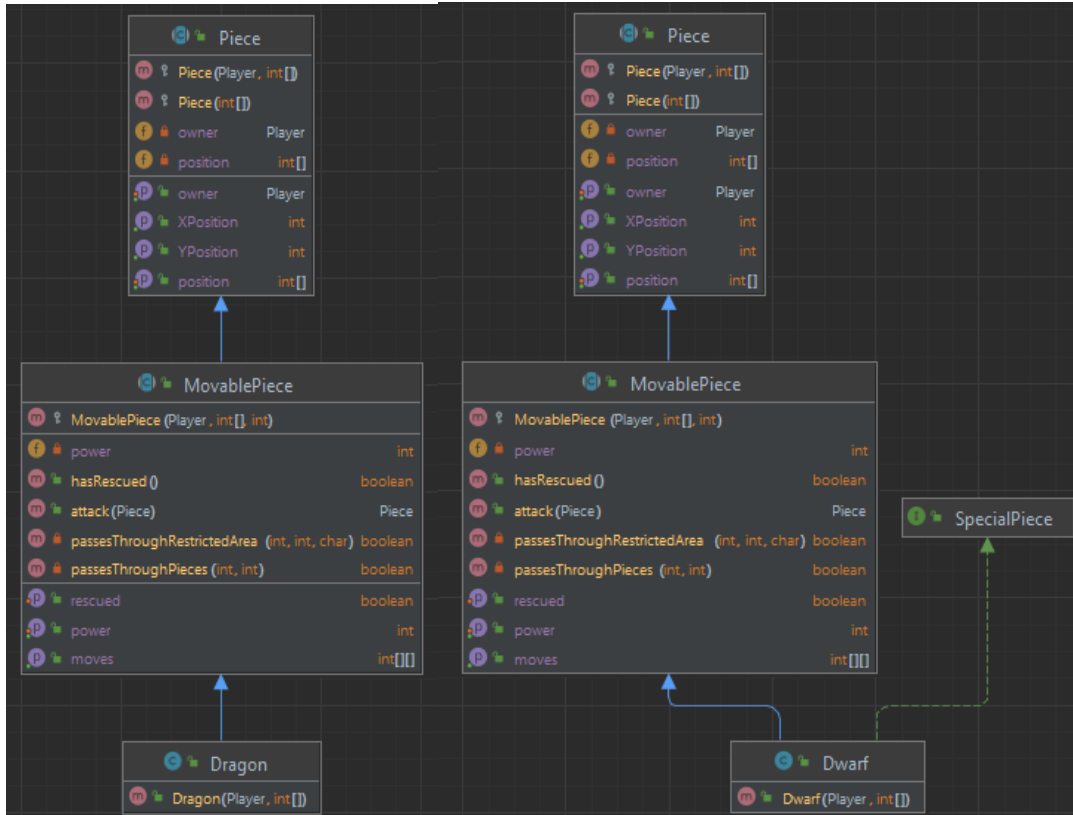 Piece
Piece(Player, int[])
Piece(int[])
owner Player
position int[]
owner Player
XPosition int
YPosition int
position int[]
MovablePiece
MovablePiece(Player, int[], int)
power int
hasRescued() boolean
attack(Piece) Piece
passesThroughRestrictedArea (int, int, char) boolean
passesThroughPieces (int, int) boolean
rescued boolean
power int
moves int[][]
Dragon
Dragon(Player, int[])
Piece
Piece(Player, int[])
Piece(int[])
owner Player
position int[]
owner Player
XPosition int
YPosition int
position int[]
MovablePiece
MovablePiece (Player, int[], int)
power int
hasRescued() boolean
attack(Piece) Piece
passesThroughRestrictedArea (int, int, char) boolean
passesThroughPieces (int, int) boolean
rescued boolean
power int
moves int[][]
SpecialPiece
Dwarf
Dwarf(Player, int[])